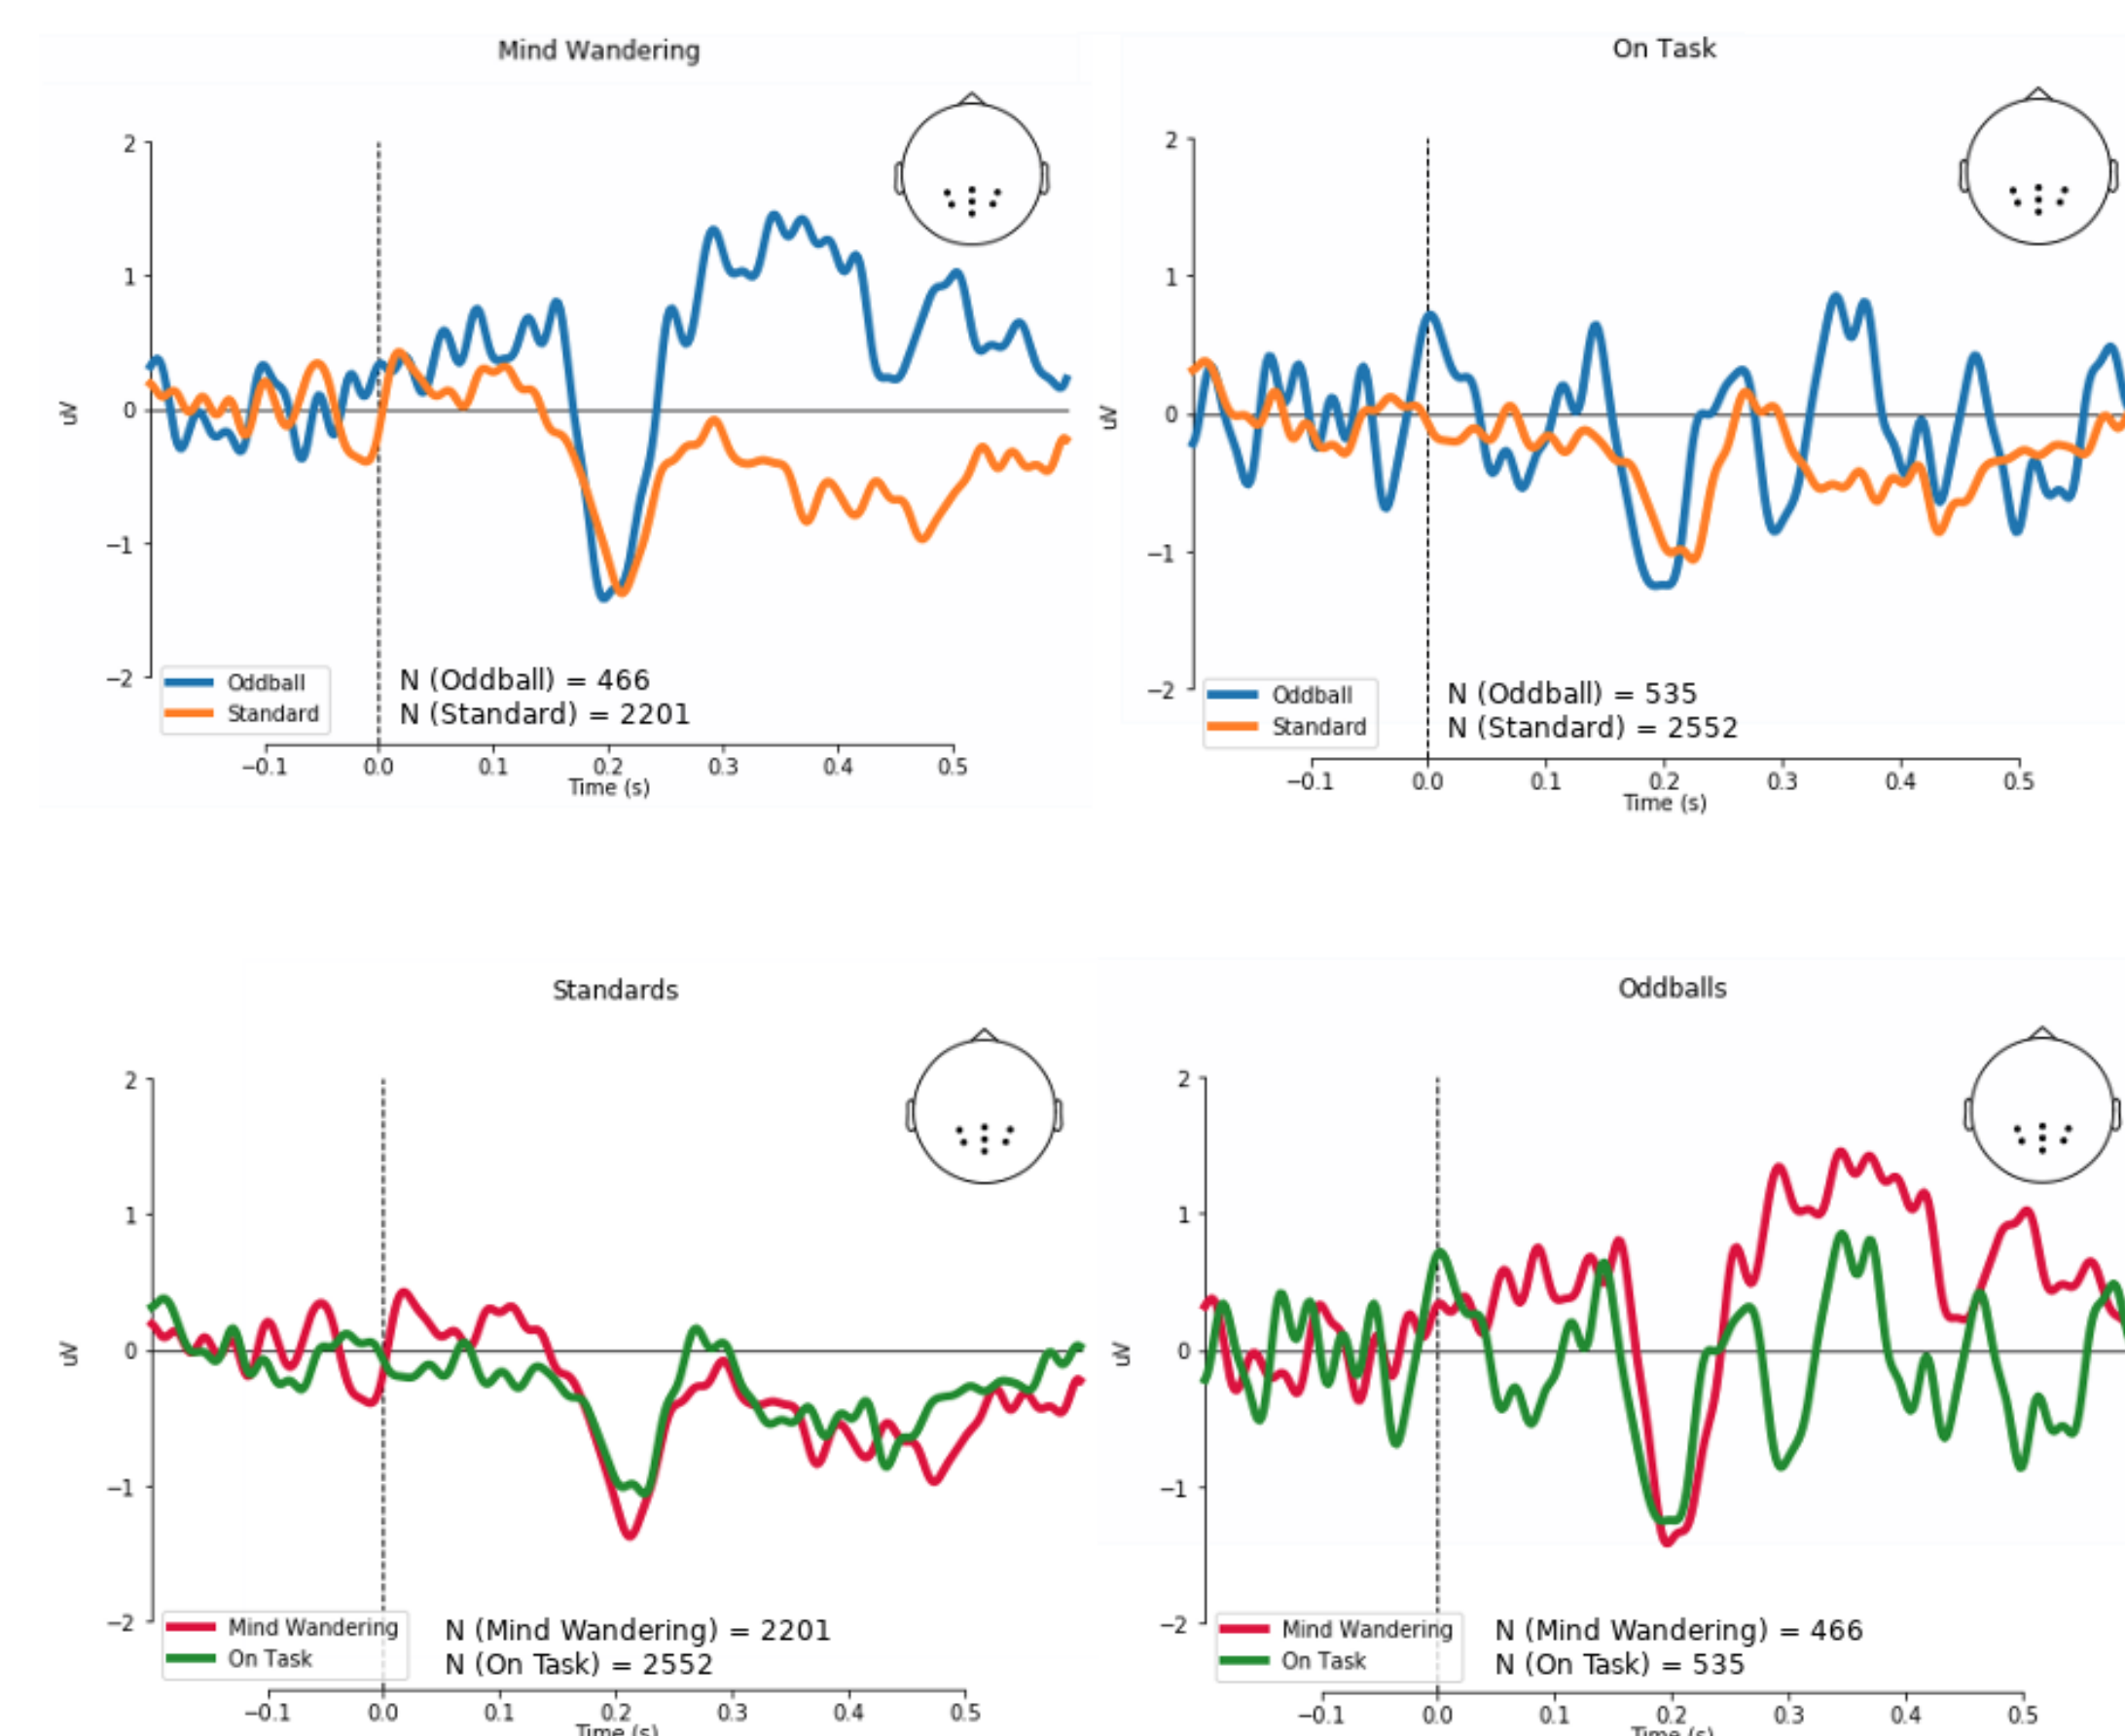 Mind Wandering
2
1
0
−1
−2
uV
Oddball
Standard
N (Oddball) = 466
N (Standard) = 2201
−0.1 0.0 0.1 0.2 0.3 0.4 0.5
Time (s)
On Task
2
1
0
−1
−2
uV
Oddball
Standard
N (Oddball) = 535
N (Standard) = 2552
−0.1 0.0 0.1 0.2 0.3 0.4 0.5
Time (s)
Standards
2
1
0
−1
−2
uV
Mind Wandering
On Task
N (Mind Wandering) = 2201
N (On Task) = 2552
−0.1 0.0 0.1 0.2 0.3 0.4 0.5
Time (s)
Oddballs
2
1
0
−1
−2
uV
Mind Wandering
On Task
N (Mind Wandering) = 466
N (On Task) = 535
−0.1 0.0 0.1 0.2 0.3 0.4 0.5
Time (s)